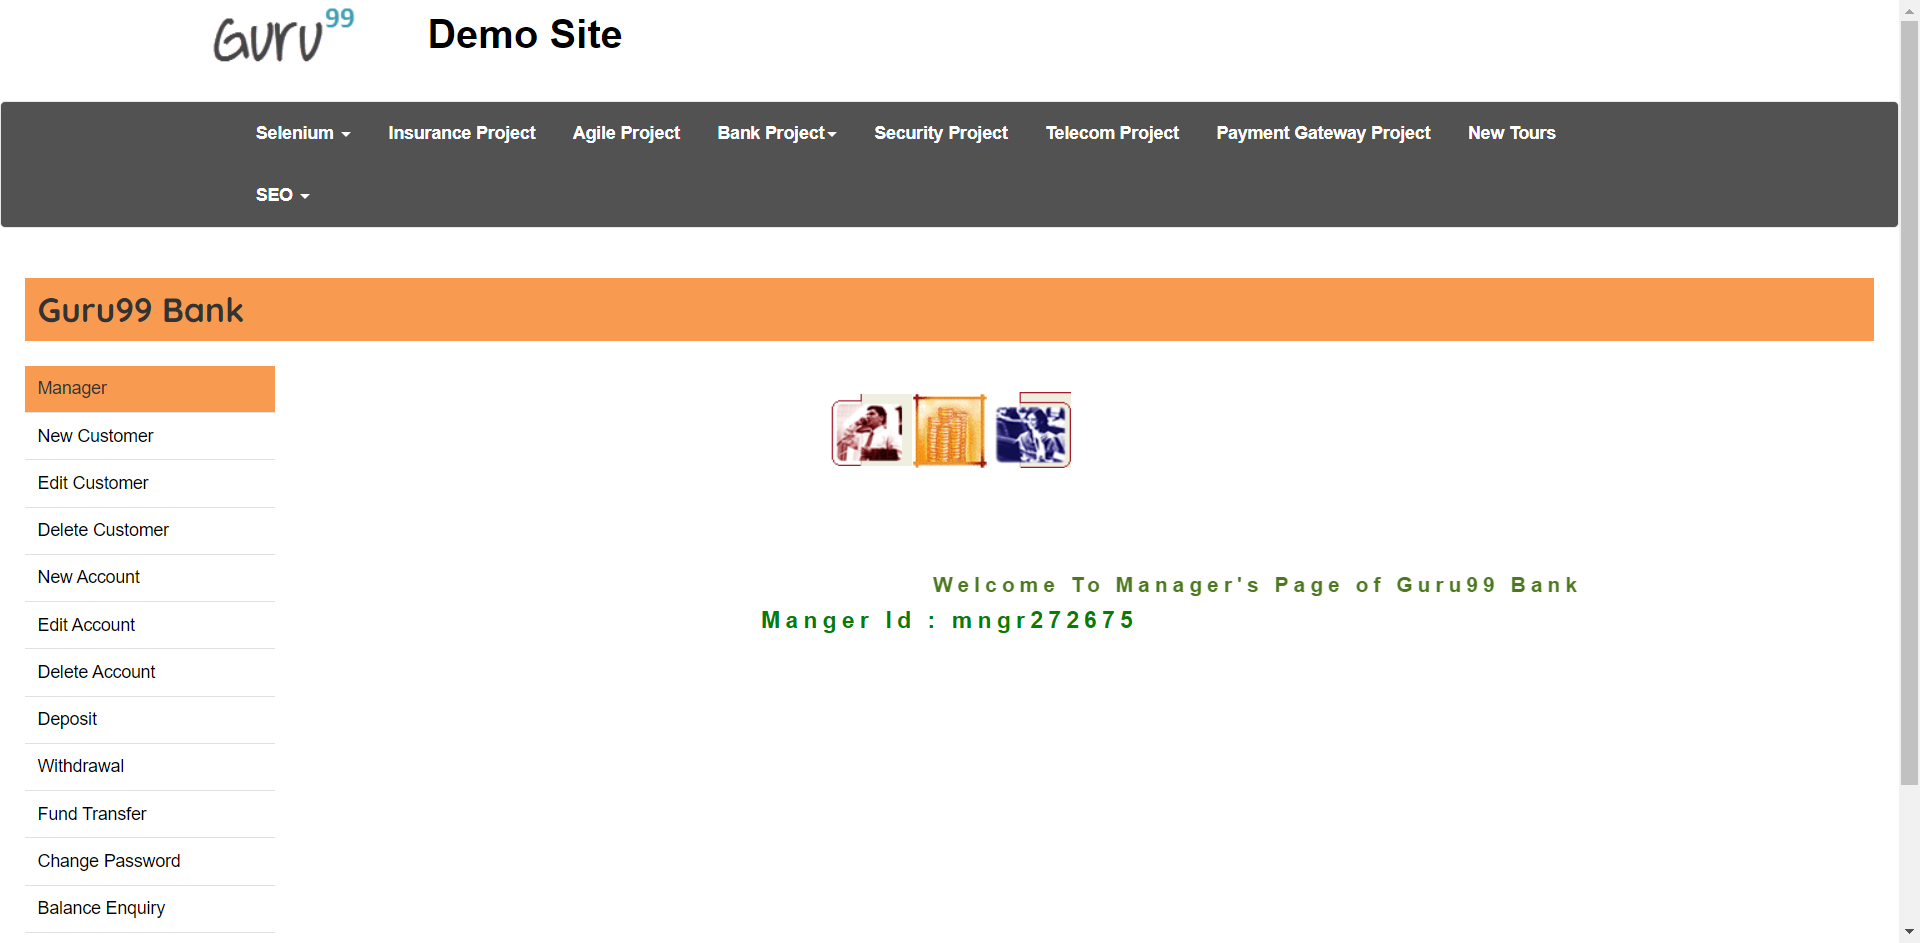 Guru99
Demo Site
Selenium
Insurance Project
Agile Project
Bank Project
Security Project
Telecom Project
Payment Gateway Project
New Tours
SEO
Guru99 Bank
Manager
New Customer
Edit Customer
Delete Customer
New Account
Edit Account
Delete Account
Deposit
Withdrawal
Fund Transfer
Change Password
Balance Enquiry
Welcome To Manager's Page of Guru99 Bank
Manger Id : mngr272675